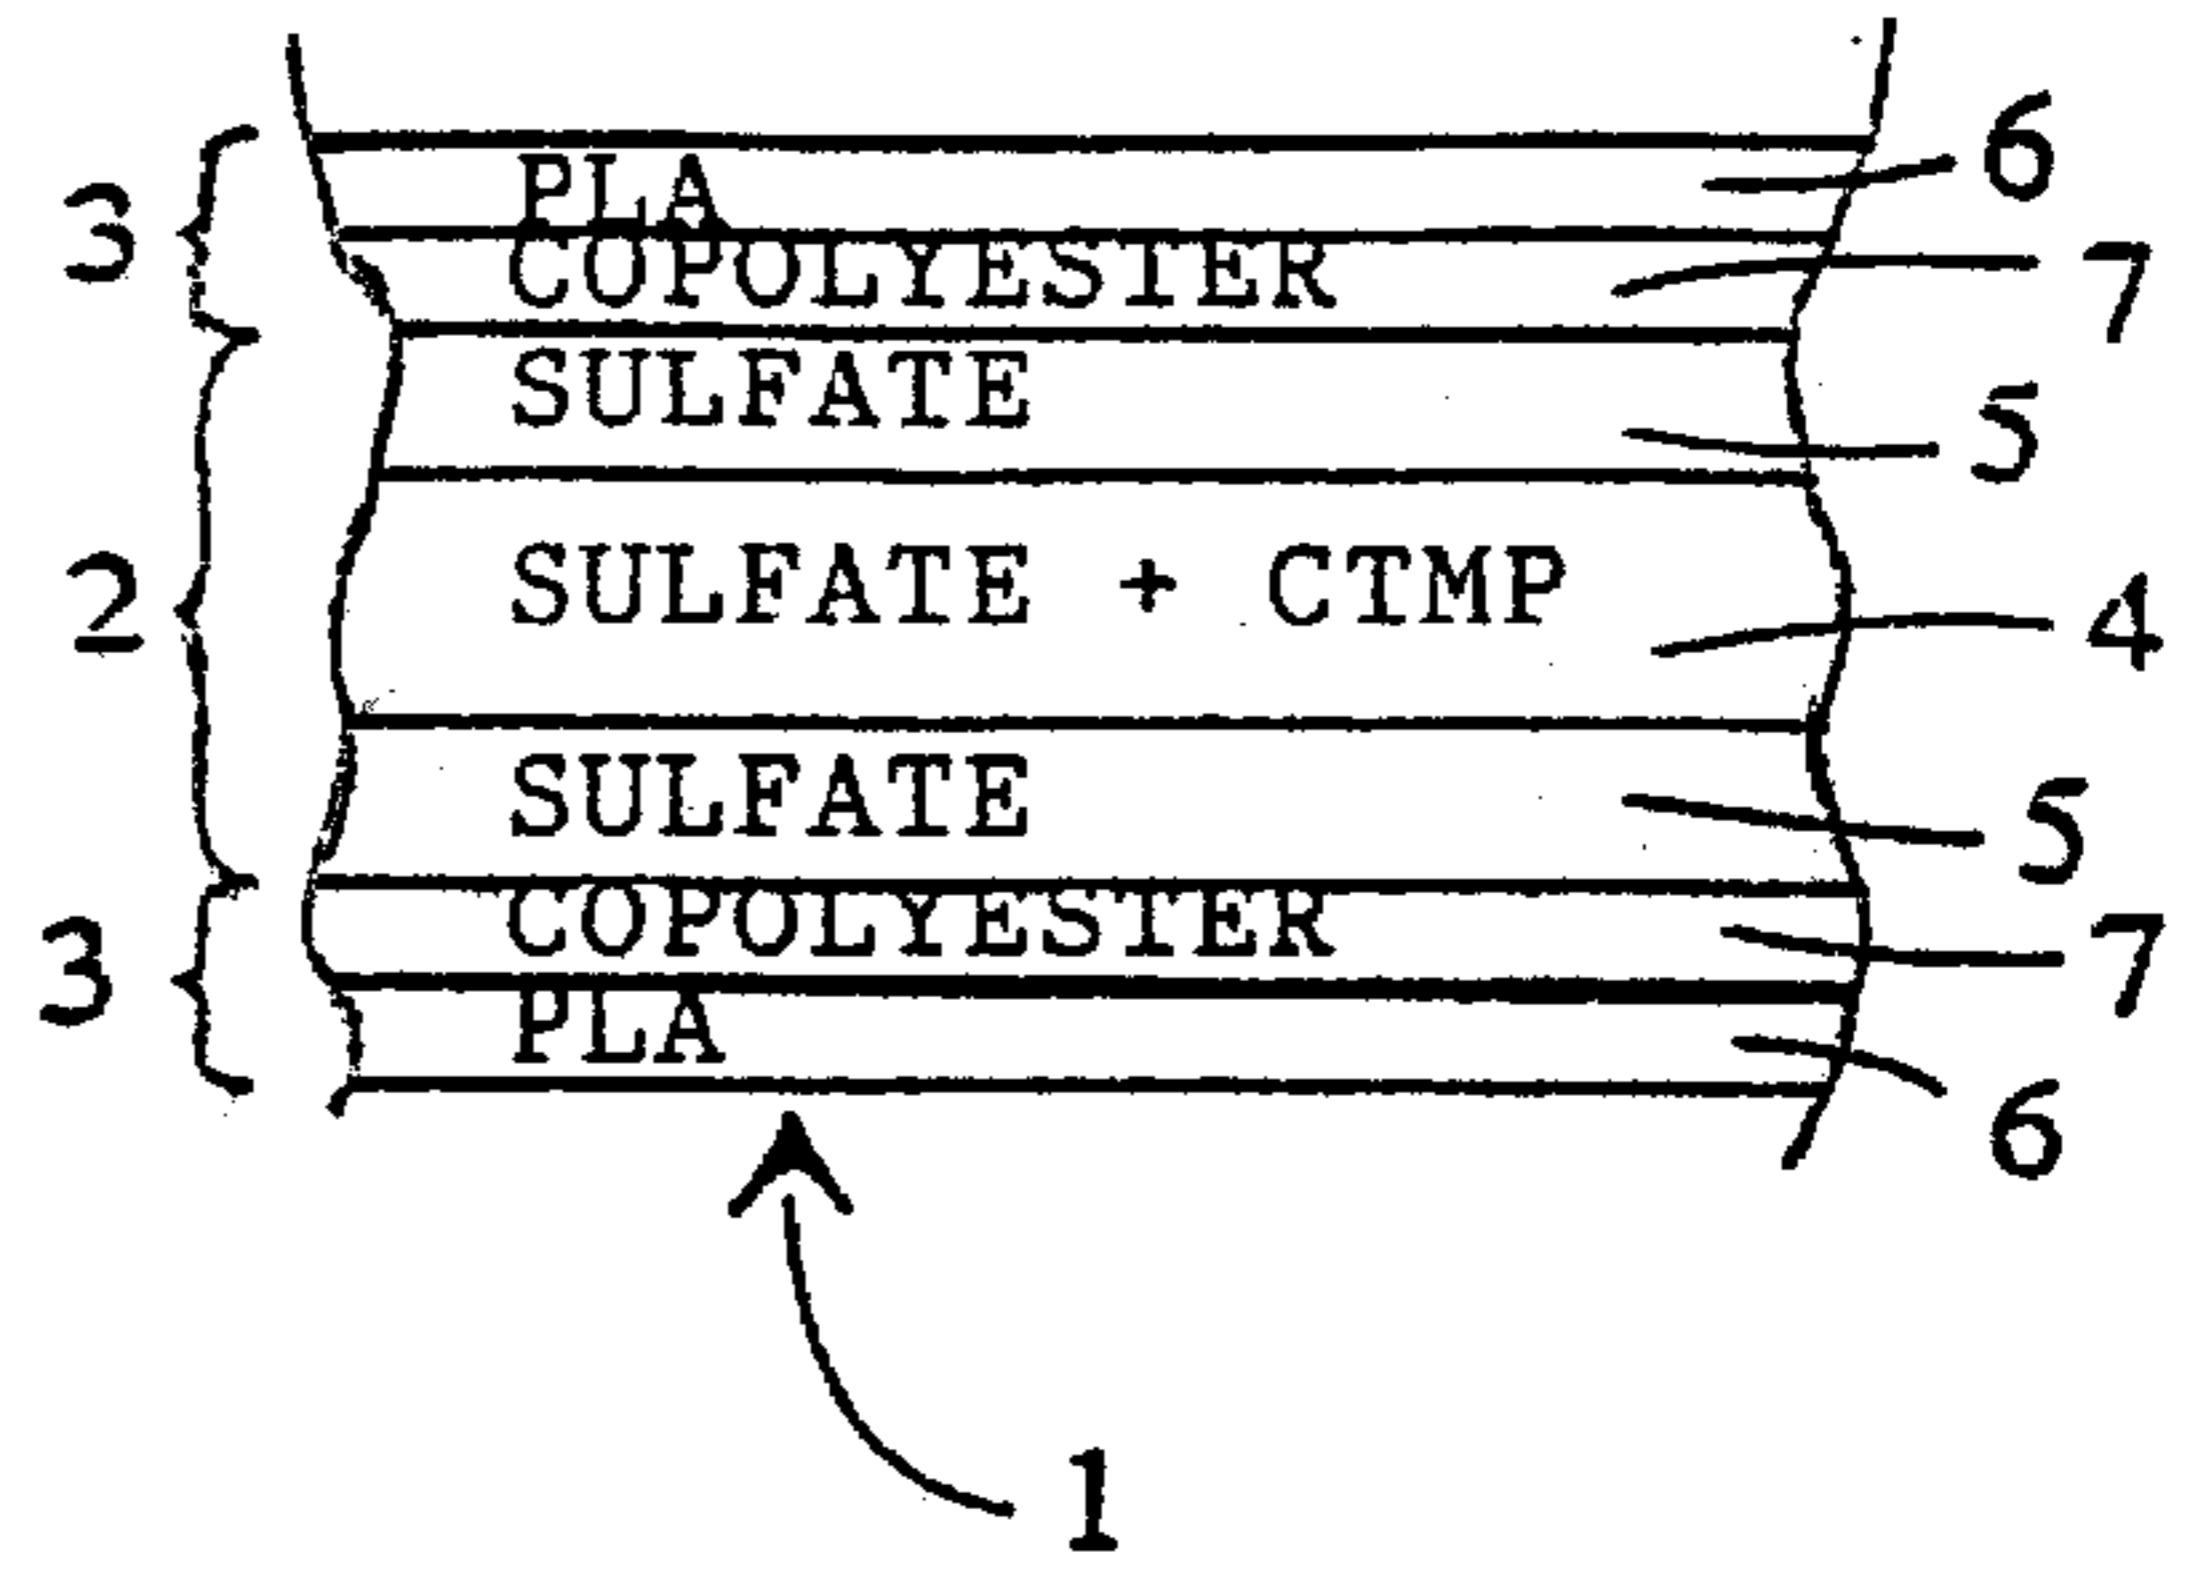 PLA 6
3 COPOLYESTER 7
SULFATE 5
2 SULFATE + CTMP 4
SULFATE 5
COPOLYESTER 7
3 PLA 6
1